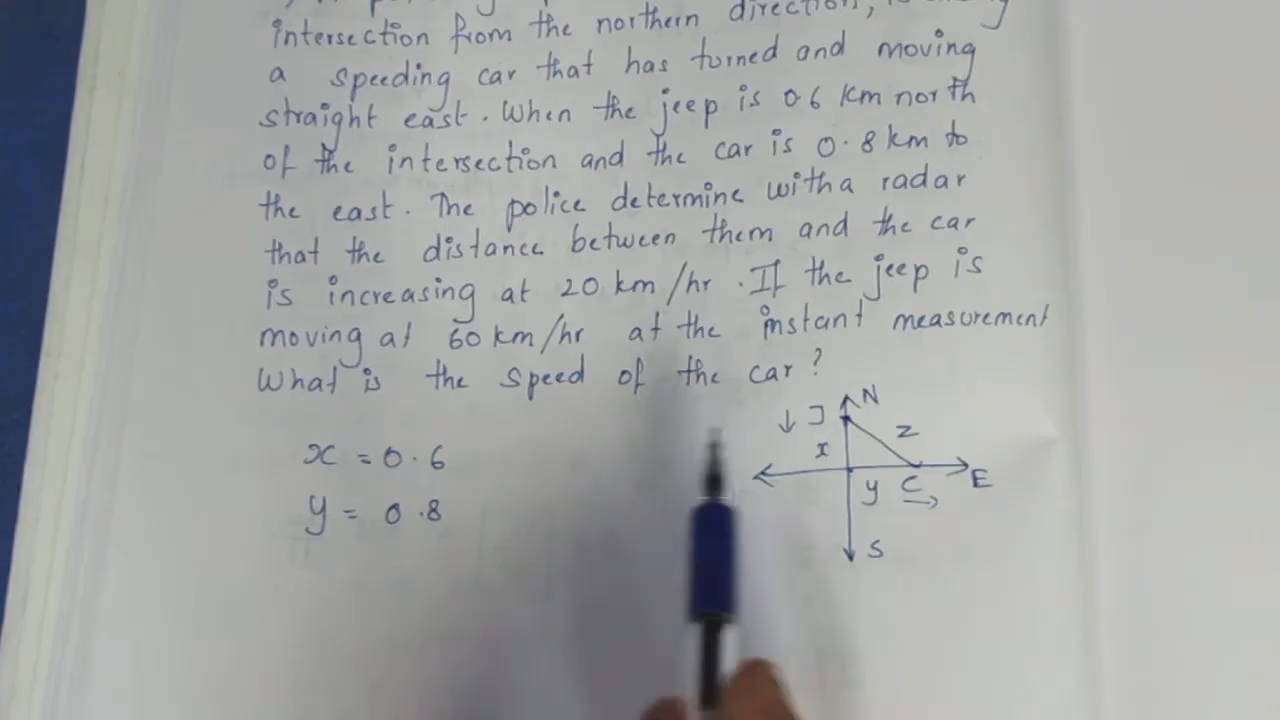 intersection from the northern direction,
a speeding car that has turned and moving
straight east. When the jeep is 0.6 km north
of the intersection and the car is 0.8 km to
the east. The police determine with a radar
that the distance between them and the car
is increasing at 20 km/hr. If the jeep is
moving at 60 km/hr at the instant measurement
What is the speed of the car?
↓ J N
x z
y C E
→
S
x = 0.6
y = 0.8